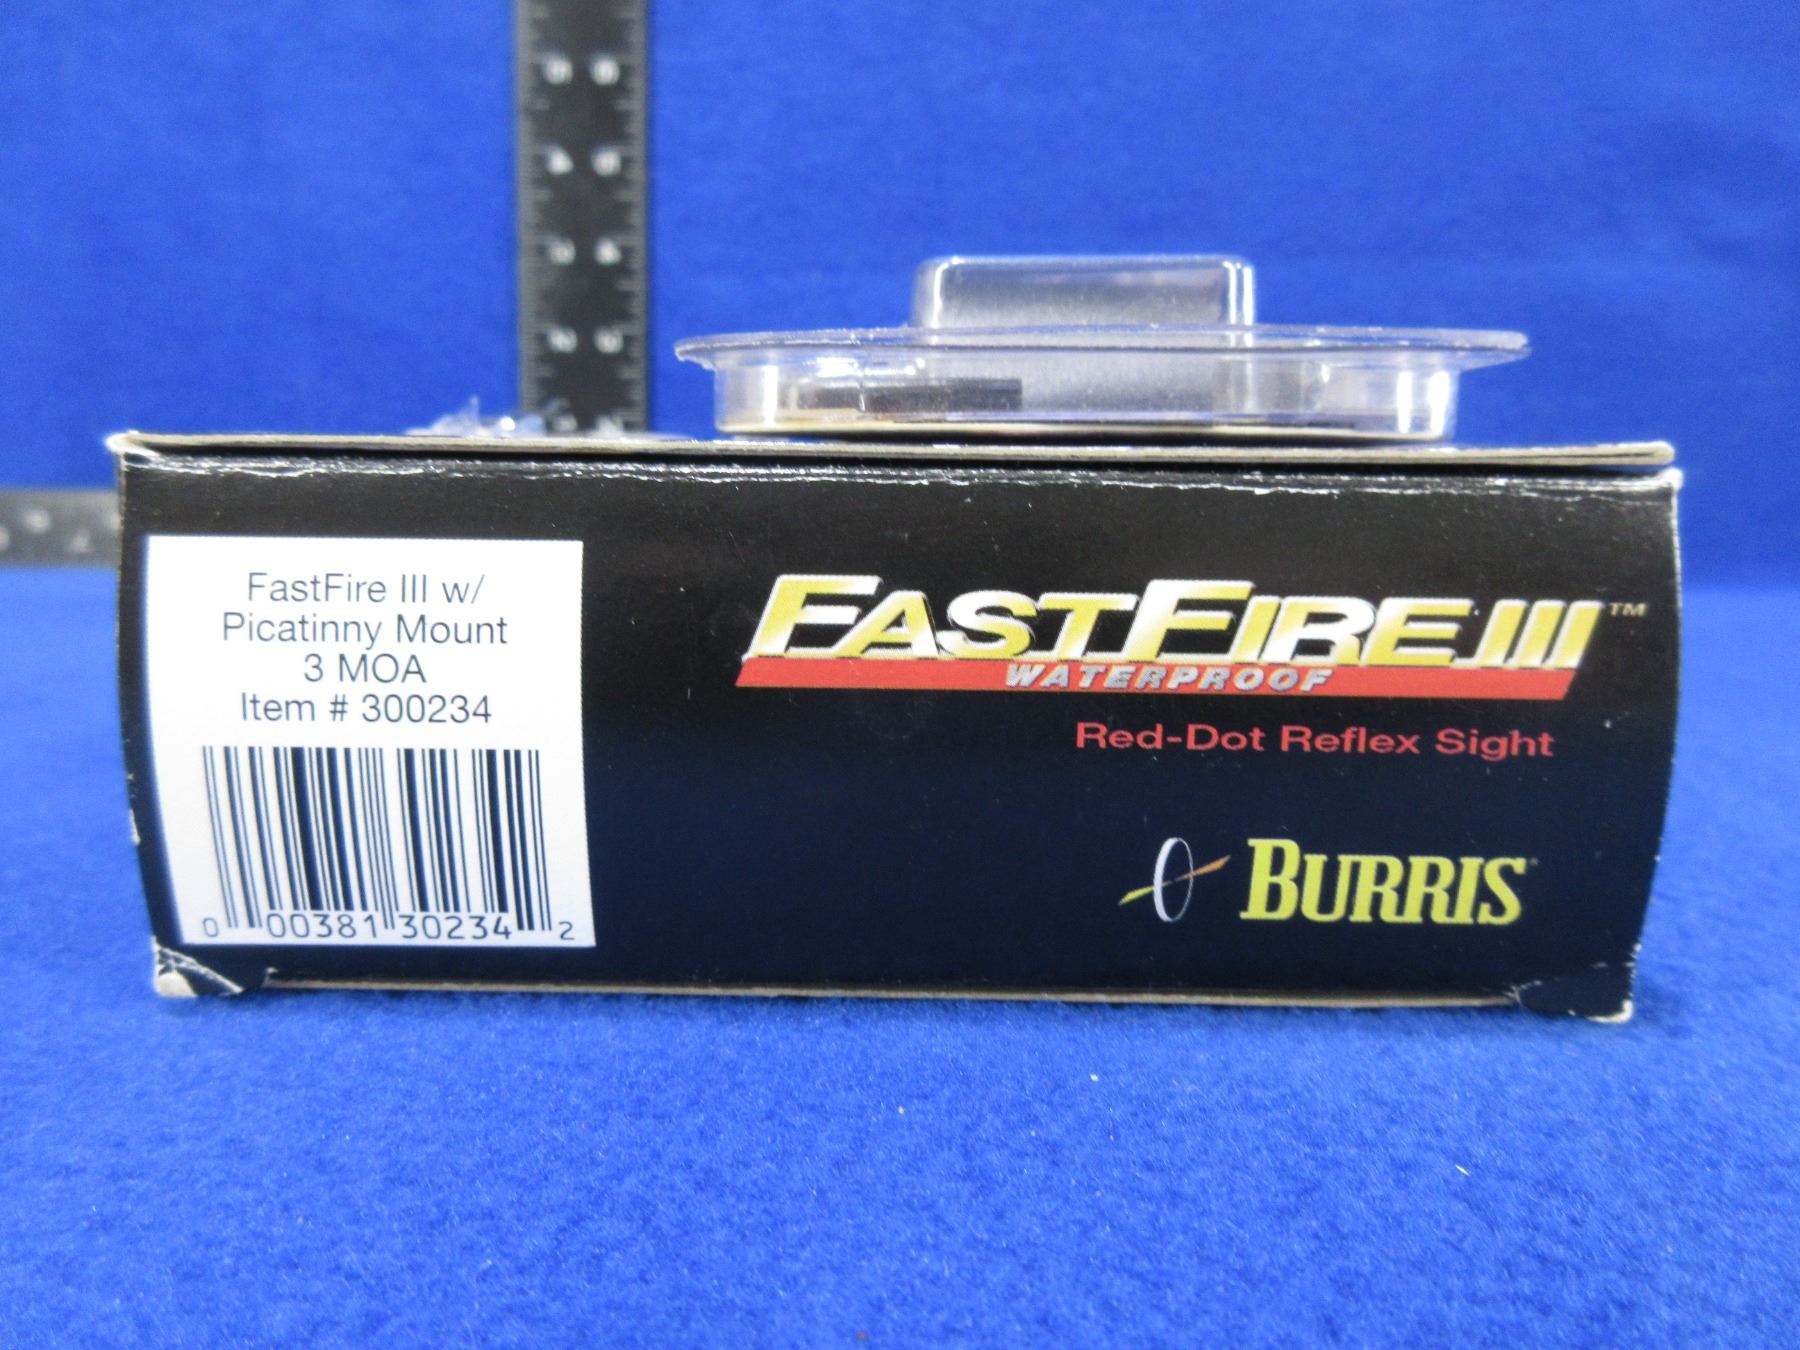 FastFire III w/
Picatinny Mount
3 MOA
Item # 300234
0 00381 30234 2
FASTFIRE III™
WATERPROOF
Red-Dot Reflex Sight
BURRIS